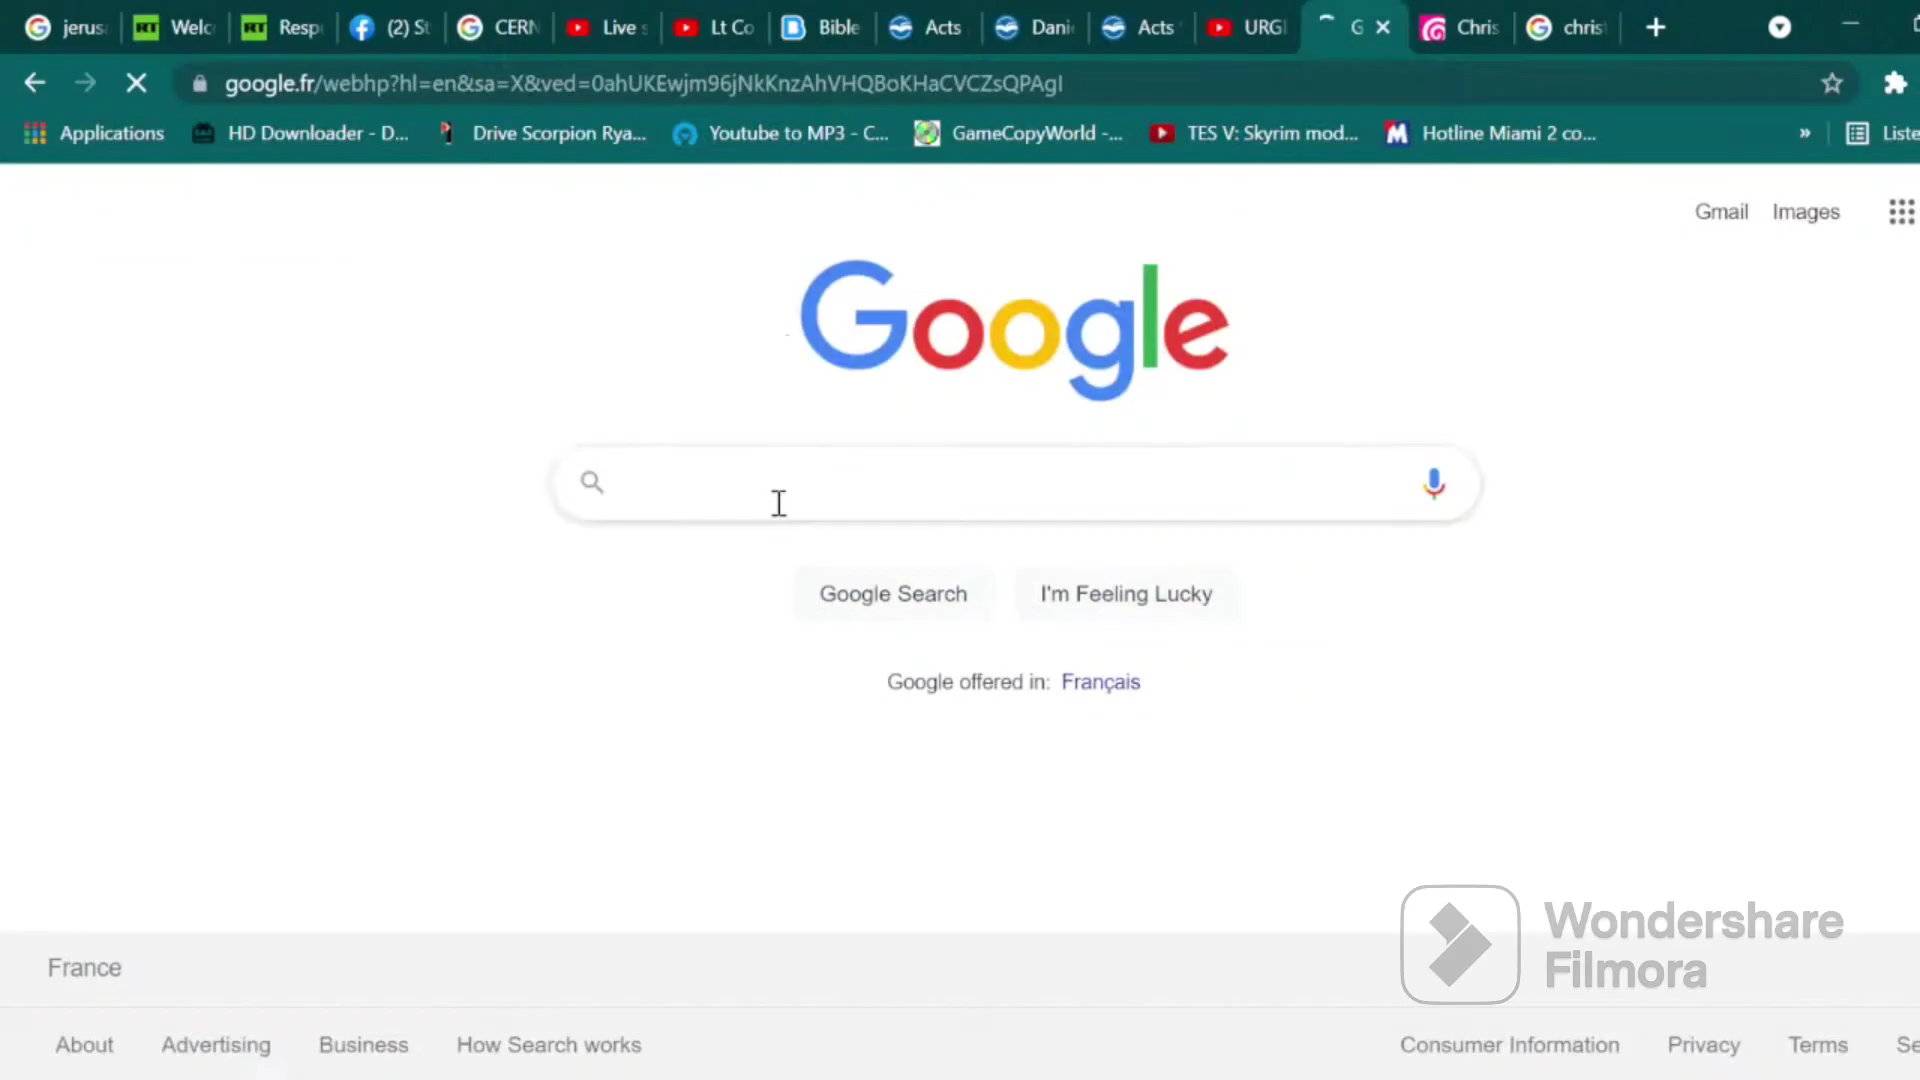 jerus Welc Resp (2) St CERN Live s Lt Co Bible Acts Dani Acts URG G Chris christ
google.fr/webhp?hl=en&sa=X&ved=0ahUKEwjm96jNkKnzAhVHQBoKHaCVCZsQPAgI
Applications HD Downloader - D... Drive Scorpion Rya... Youtube to MP3 - C... GameCopyWorld -... TES V: Skyrim mod... Hotline Miami 2 co... » Liste
Gmail Images
Google
Google Search I'm Feeling Lucky
Google offered in: Français
Wondershare
Filmora
France
About Advertising Business How Search works Consumer Information Privacy Terms Se